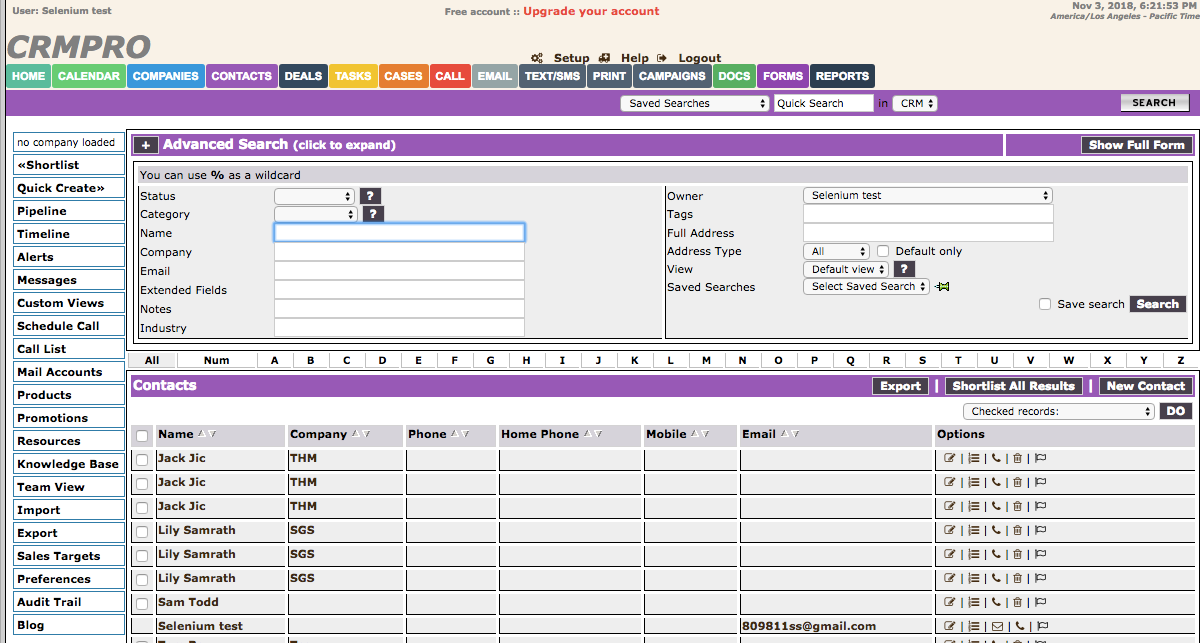 User: Selenium test
Free account :: Upgrade your account
Nov 3, 2018, 6:21:53 PM
America/Los Angeles - Pacific Time
CRMPRO
Setup Help Logout
HOME CALENDAR COMPANIES CONTACTS DEALS TASKS CASES CALL EMAIL TEXT/SMS PRINT CAMPAIGNS DOCS FORMS REPORTS
Saved Searches Quick Search in CRM SEARCH
no company loaded
«Shortlist
Quick Create»
Pipeline
Timeline
Alerts
Messages
Custom Views
Schedule Call
Call List
Mail Accounts
Products
Promotions
Resources
Knowledge Base
Team View
Import
Export
Sales Targets
Preferences
Audit Trail
Blog
+ Advanced Search (click to expand) Show Full Form
You can use % as a wildcard
Status ?
Category ?
Name
Company
Email
Extended Fields
Notes
Industry
Owner Selenium test
Tags
Full Address
Address Type All Default only
View Default view ?
Saved Searches Select Saved Search
Save search Search
All Num A B C D E F G H I J K L M N O P Q R S T U V W X Y Z
Contacts Export | Shortlist All Results | New Contact
Checked records: DO
Name Company Phone Home Phone Mobile Email Options
Jack Jic THM | | | |
Jack Jic THM | | | |
Jack Jic THM | | | |
Lily Samrath SGS | | | |
Lily Samrath SGS | | | |
Lily Samrath SGS | | | |
Sam Todd | | | |
Selenium test 809811ss@gmail.com | | | |